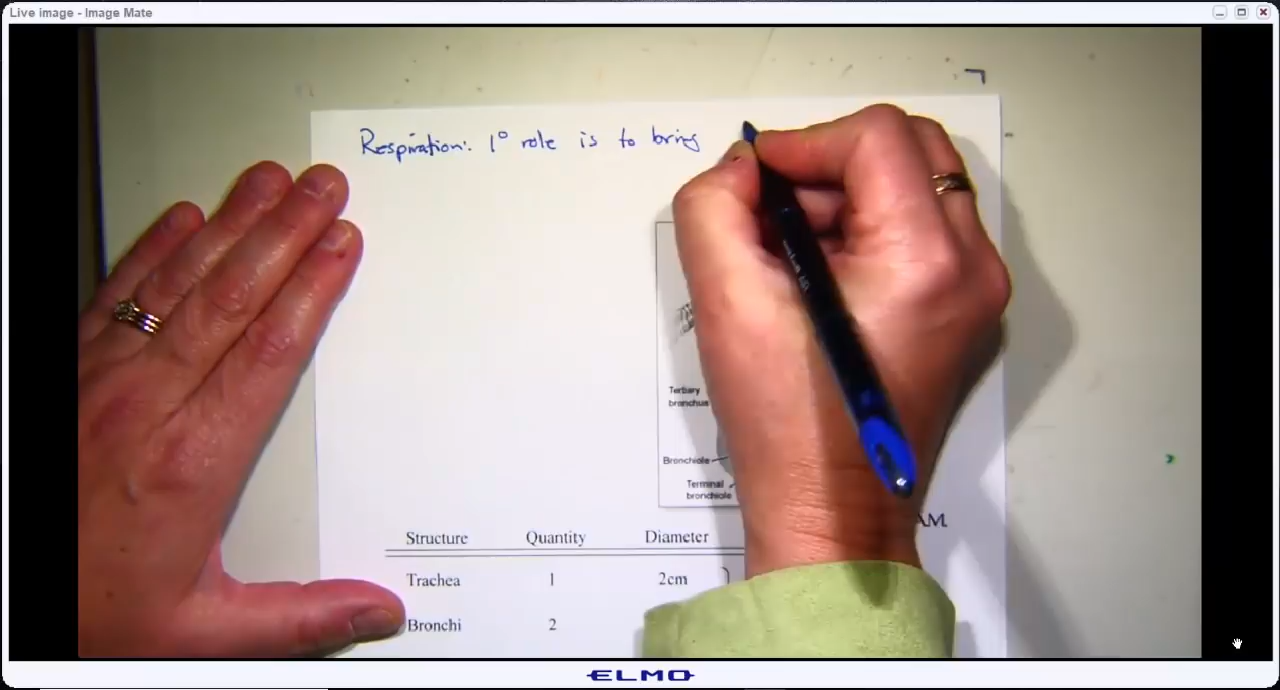 Live image - Image Mate
Respiration: 1° role is to bring
Tertiary
bronchus
Bronchiole
Terminal
bronchiole
AM.
Structure Quantity Diameter
Trachea 1 2cm
Bronchi 2
ELMO